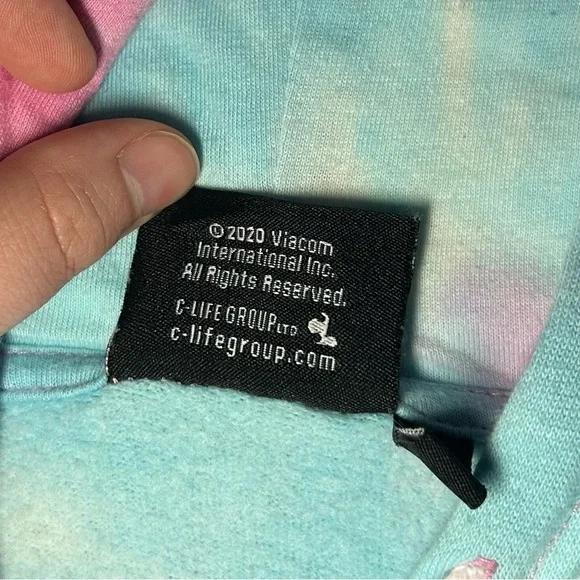 © 2020 Viacom
International Inc.
All Rights Reserved.
C-LIFE GROUP LTD
c-lifegroup.com